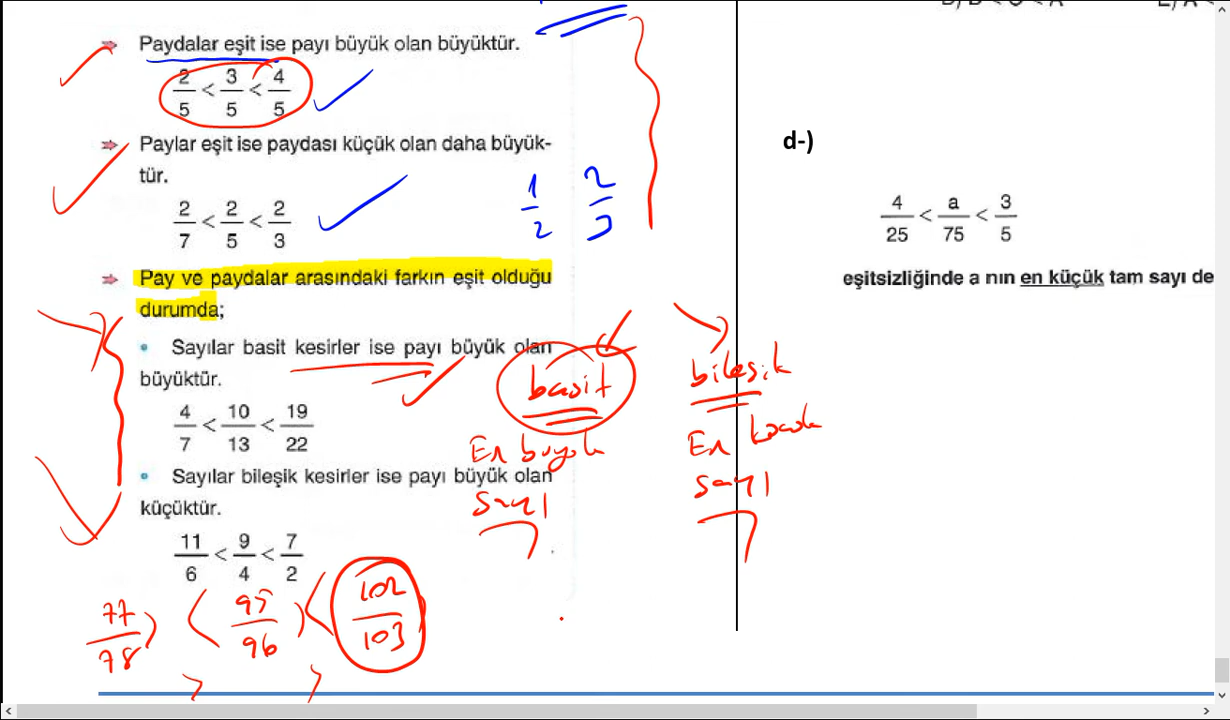 Paydalar eşit ise payı büyük olan büyüktür.
2/5 < 3/5 < 4/5
Paylar eşit ise paydası küçük olan daha büyük-
tür.
2/7 < 2/5 < 2/3
1/2 2/3
Pay ve paydalar arasındaki farkın eşit olduğu
durumda;
• Sayılar basit kesirler ise payı büyük olan
büyüktür.
4/7 < 10/13 < 19/22
• Sayılar bileşik kesirler ise payı büyük olan
küçüktür.
11/6 < 9/4 < 7/2
77/78 < 95/96 < 102/103
basit
En büyük
sayı
bileşik
En küçük
sayı
d-)
4/25 < a/75 < 3/5
eşitsizliğinde a nın en küçük tam sayı de